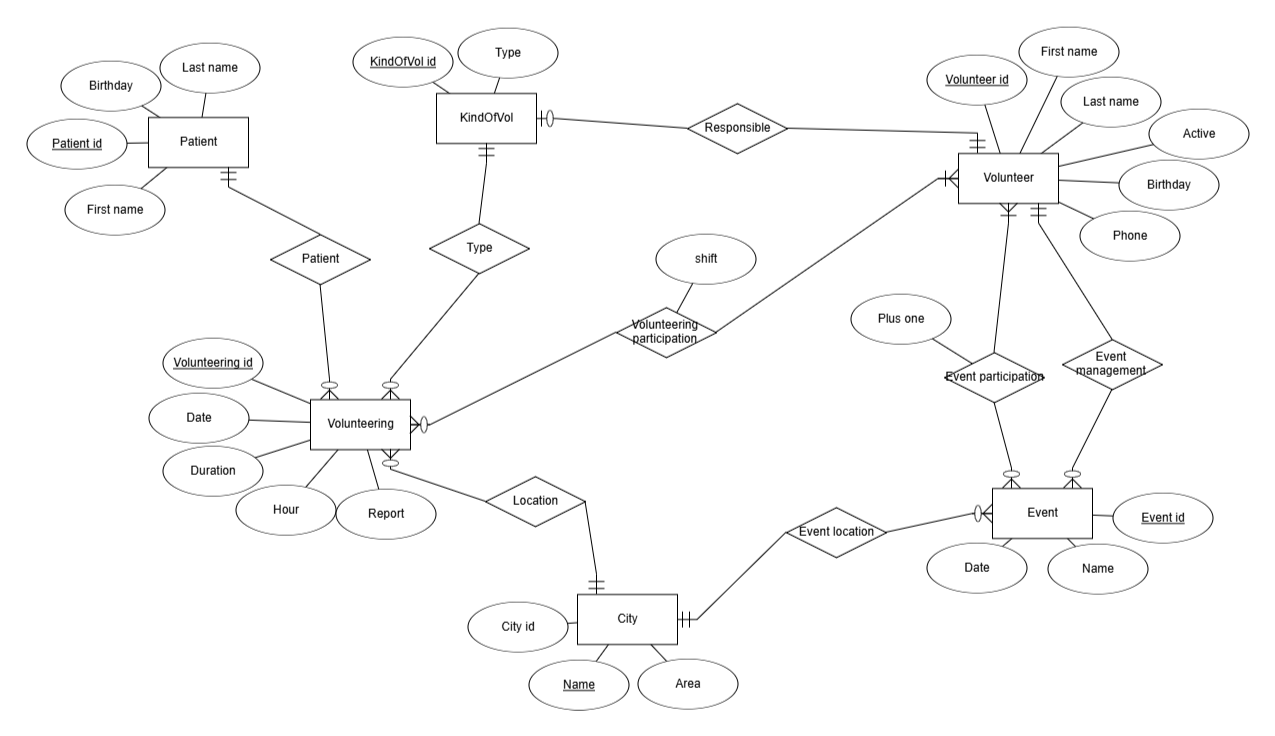 First name
Type
Last name
KindOfVol id
Volunteer id
Birthday
Last name
KindOfVol
Responsible
Active
Patient
Patient id
Volunteer
Birthday
First name
Phone
Type
Patient
shift
Plus one
Volunteering
participation
Event
management
Volunteering id
Event participation
Date
Volunteering
Duration
Location
Hour
Report
Event
Event id
Event location
Date
Name
City id
City
Name
Area